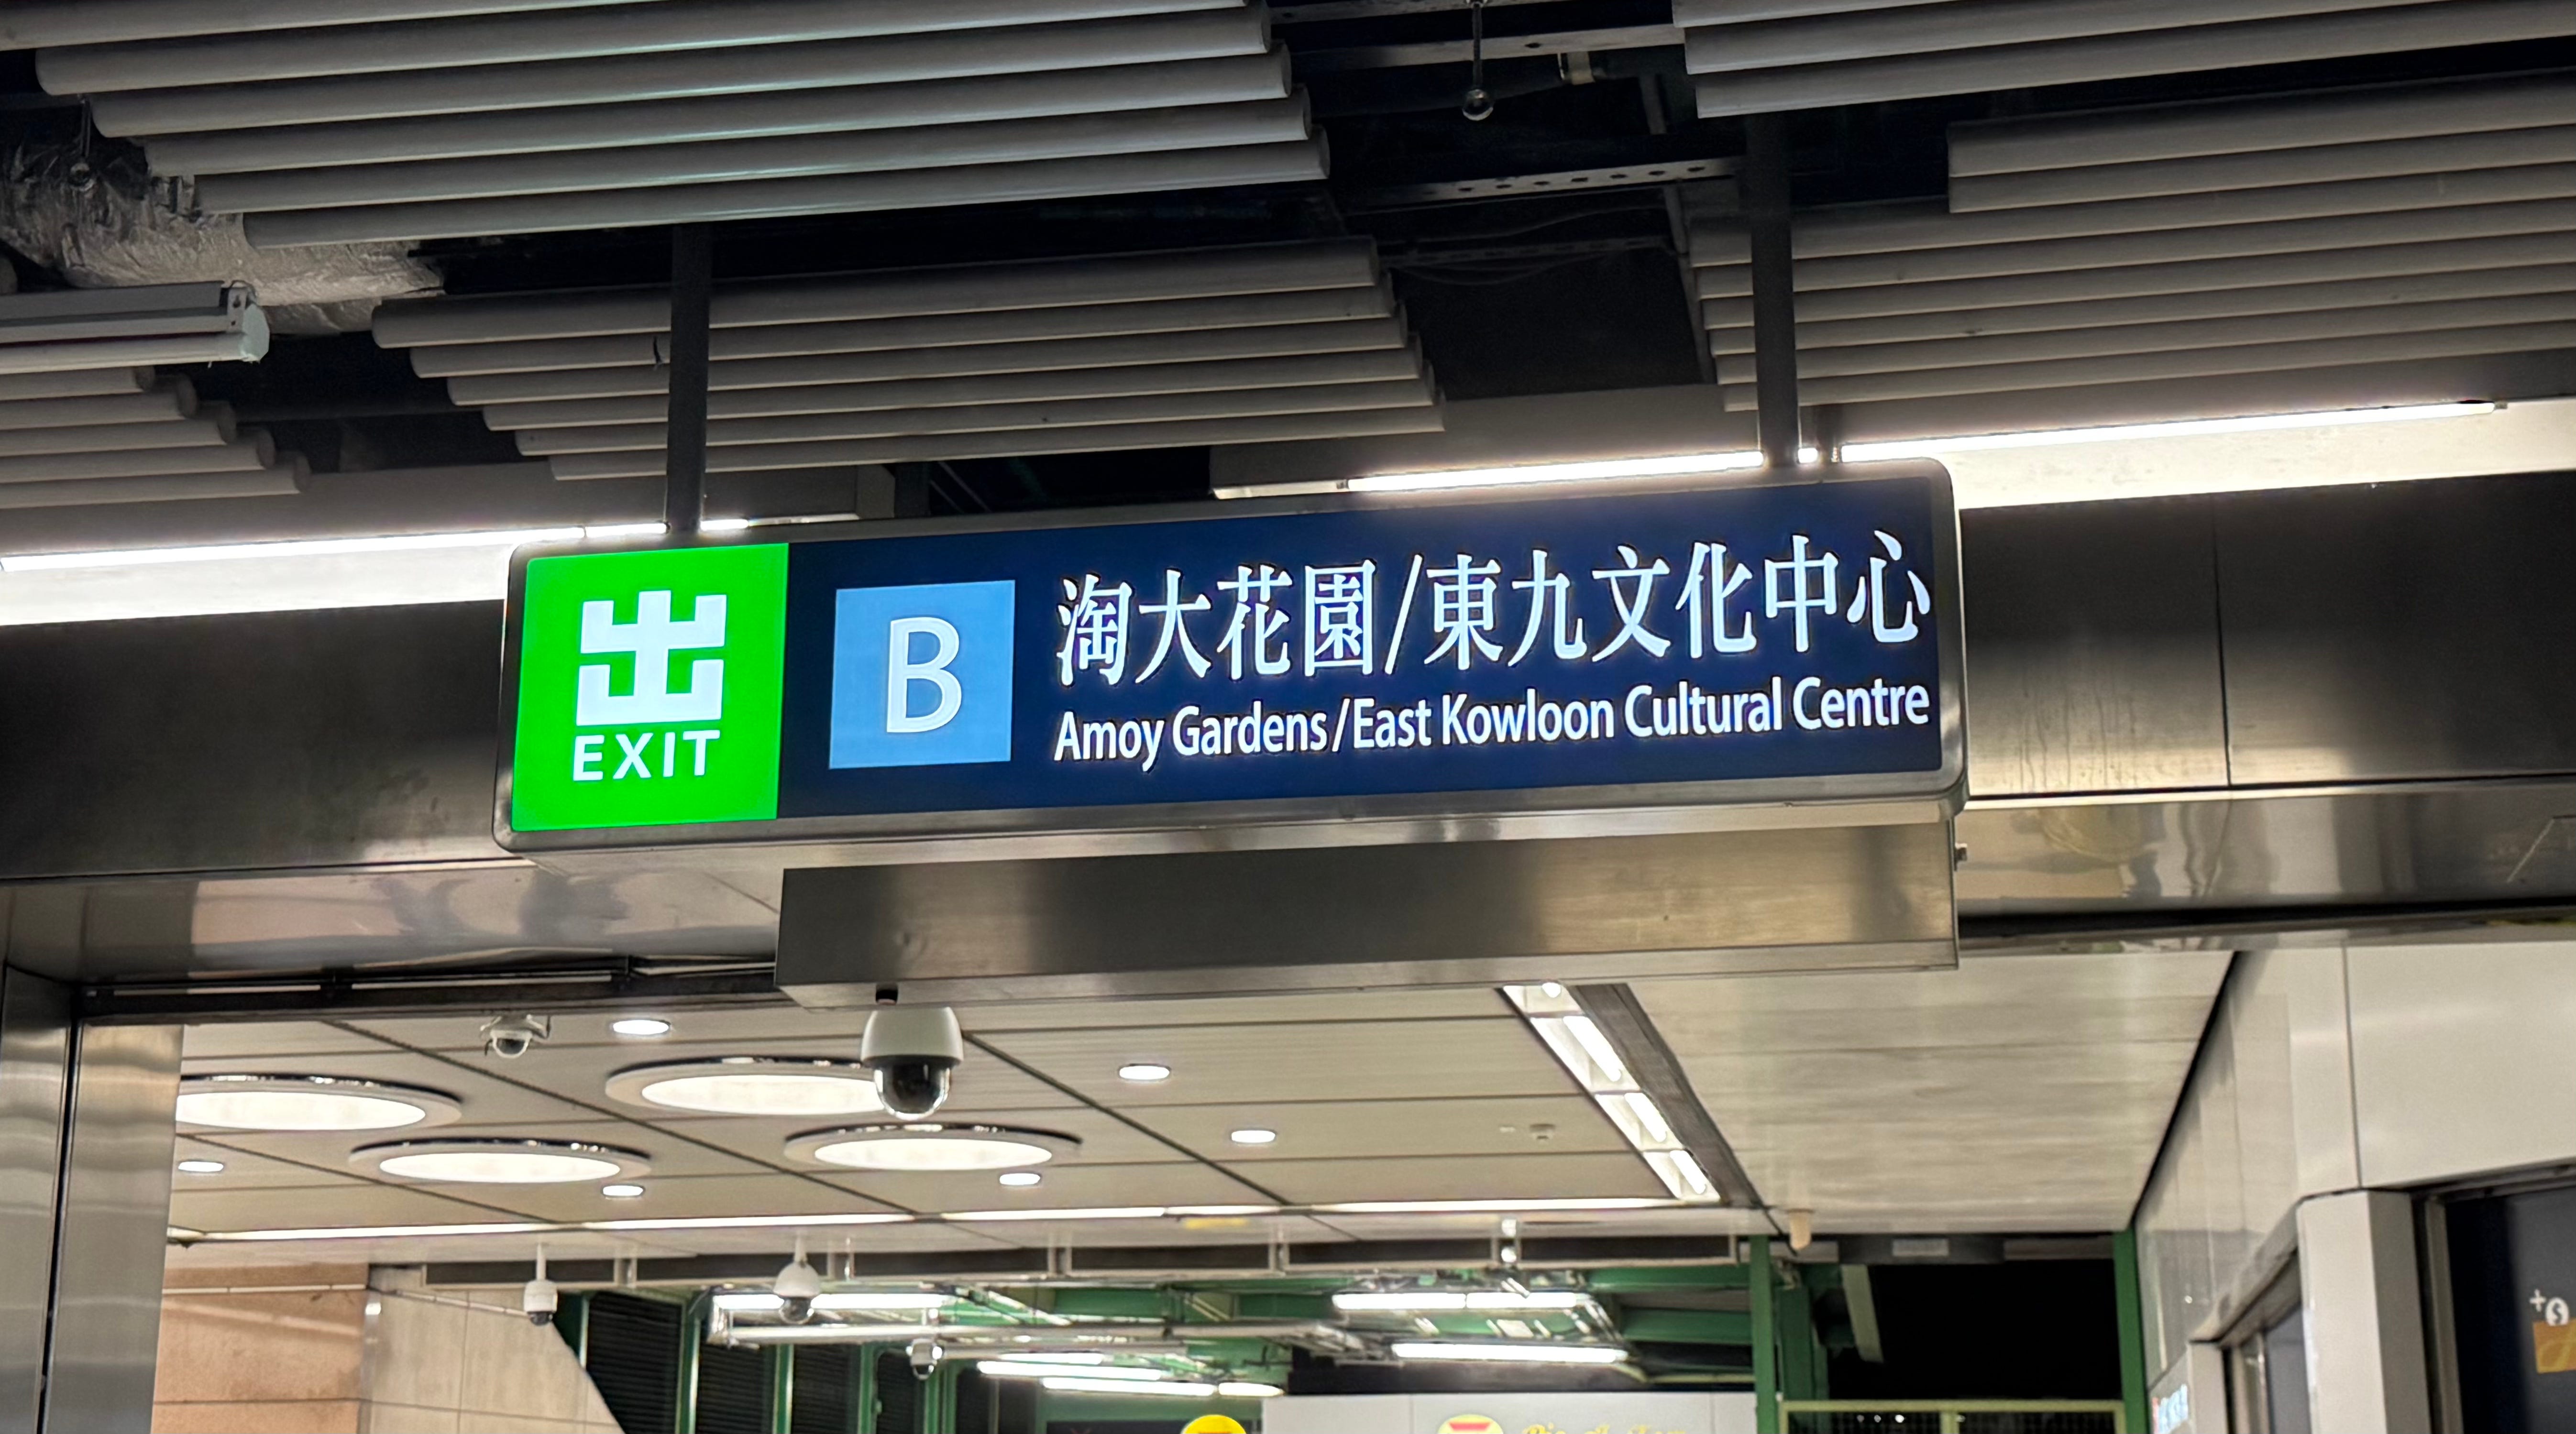 出
EXIT
B
淘大花園/東九文化中心
Amoy Gardens/East Kowloon Cultural Centre